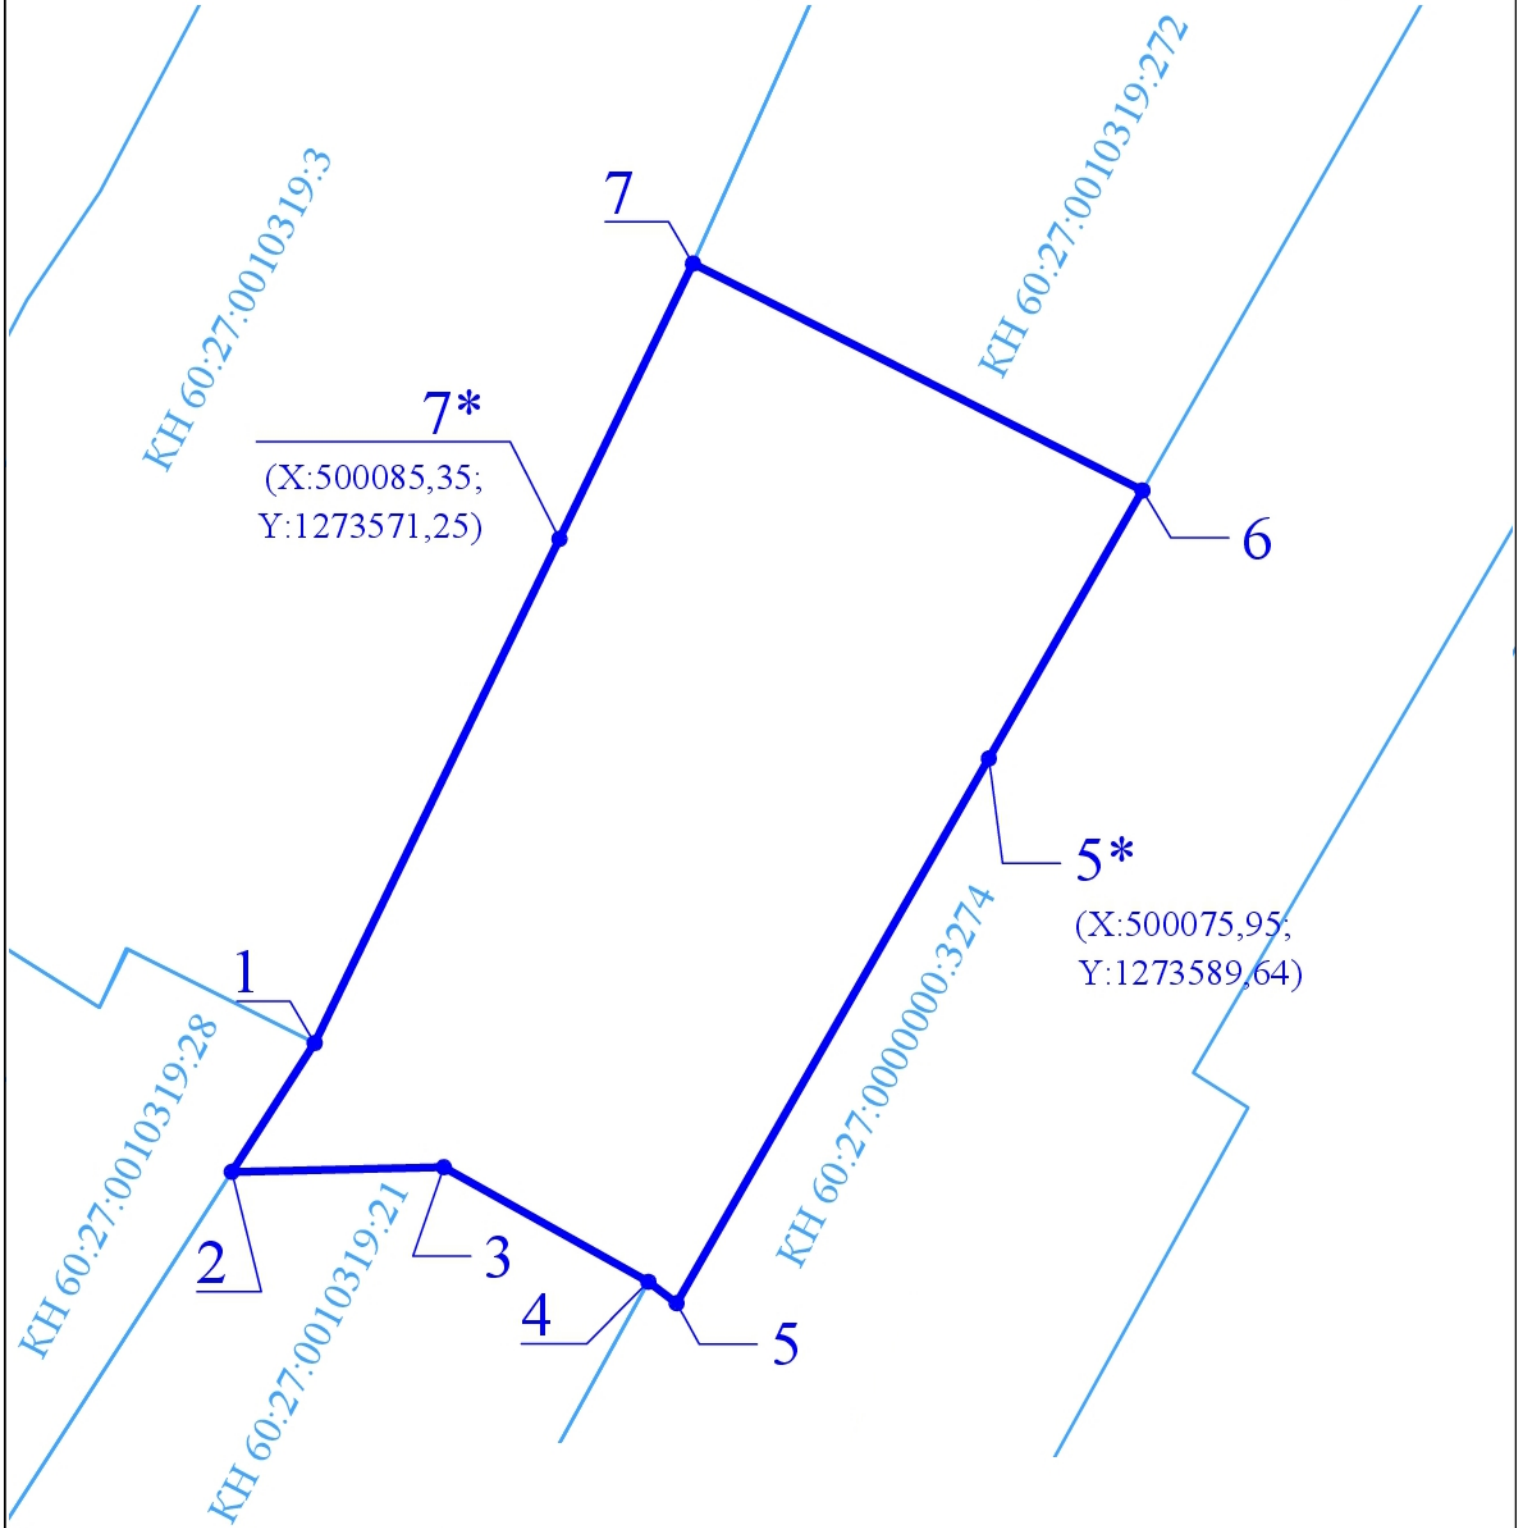 КН 60:27:0010319:272
КН 60:27:0010319:3
7
7*
(X:500085,35;
Y:1273571,25)
6
5*
(X:500075,95;
Y:1273589,64)
КН 60:27:0000000:3274
1
КН 60:27:0010319:28
КН 60:27:0010319:21
2
3
4
5